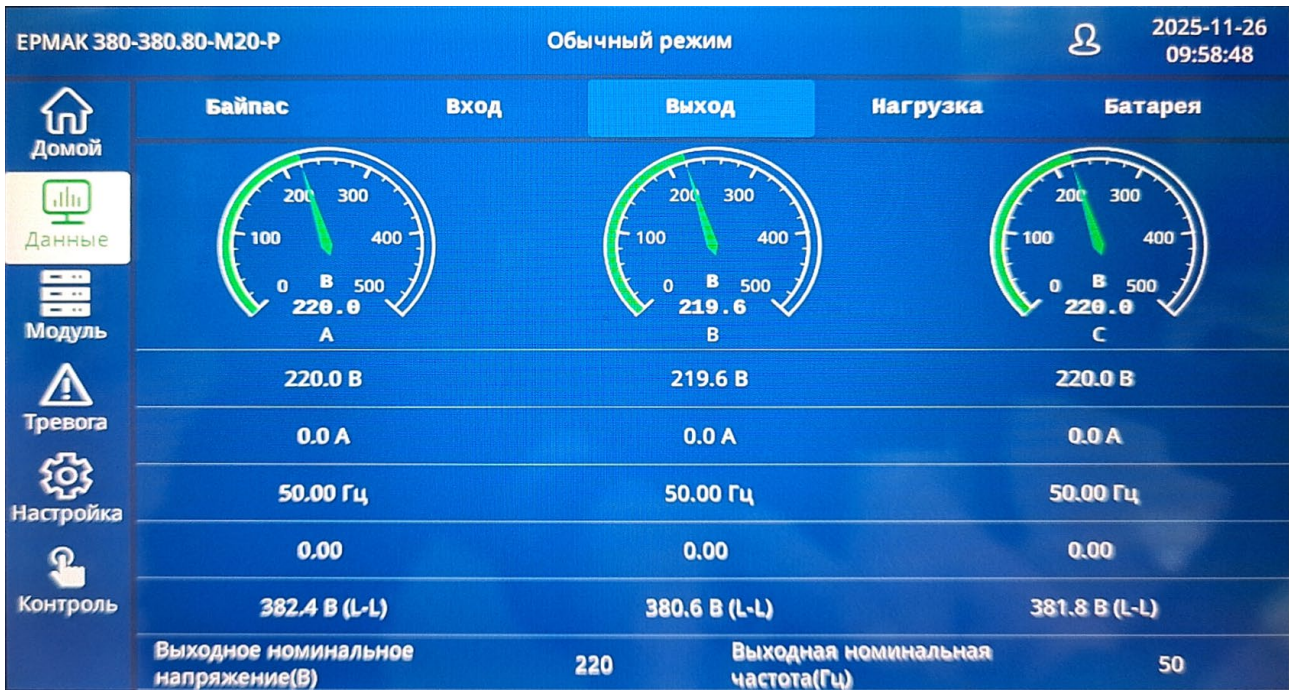 ЕРМАК 380-380.80-М20-Р
Обычный режим
2025-11-26
09:58:48
Домой
Данные
Модуль
Тревога
Настройка
Контроль
Байпас Вход Выход Нагрузка Батарея
0 100 200 300 400 500
В
220.0
A
0 100 200 300 400 500
В
219.6
B
0 100 200 300 400 500
В
220.0
C
220.0 В 219.6 В 220.0 В
0.0 A 0.0 A 0.0 A
50.00 Гц 50.00 Гц 50.00 Гц
0.00 0.00 0.00
382.4 В (L-L) 380.6 В (L-L) 381.8 В (L-L)
Выходное номинальное
напряжение(В)
220
Выходная номинальная
частота(Гц)
50